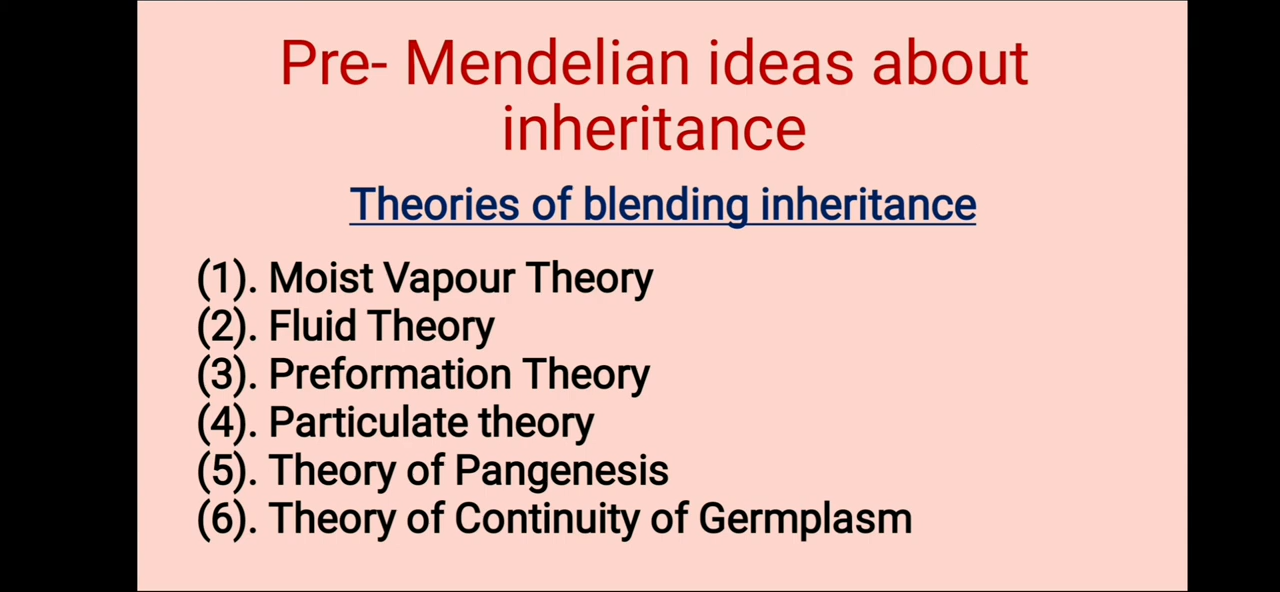 Pre- Mendelian ideas about
inheritance
Theories of blending inheritance
(1). Moist Vapour Theory
(2). Fluid Theory
(3). Preformation Theory
(4). Particulate theory
(5). Theory of Pangenesis
(6). Theory of Continuity of Germplasm